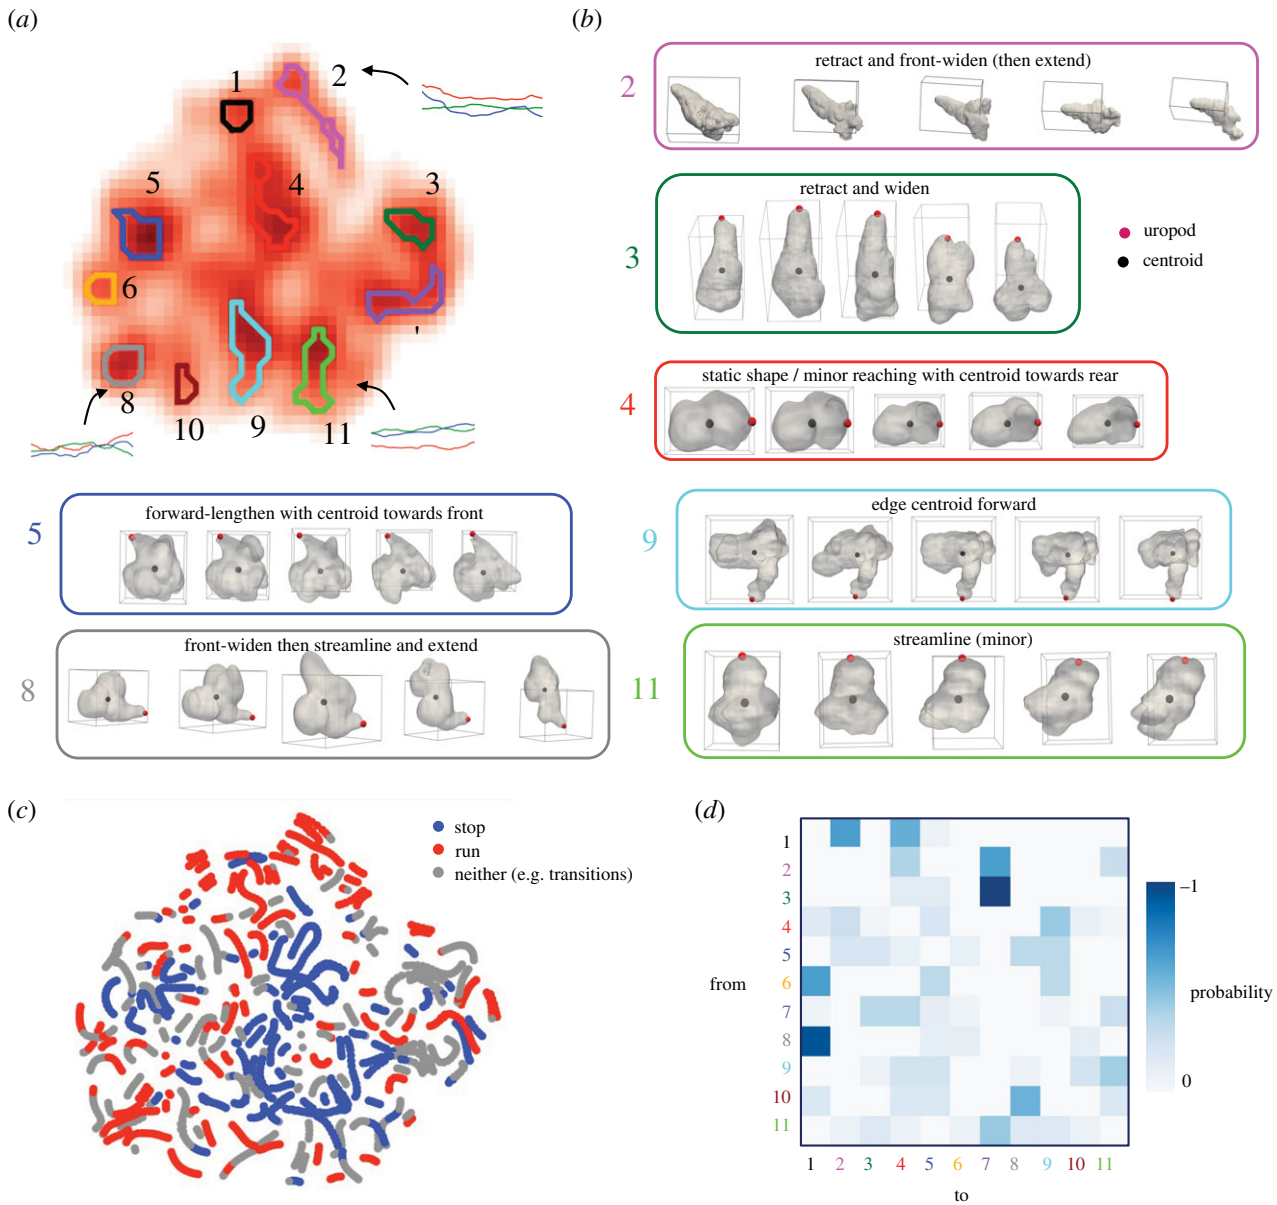 (a)
1
2
3
4
5
6
'
8
9
10
11
(b)
2
retract and front-widen (then extend)
3
retract and widen
uropod
centroid
4
static shape / minor reaching with centroid towards rear
5
forward-lengthen with centroid towards front
9
edge centroid forward
8
front-widen then streamline and extend
11
streamline (minor)
(c)
stop
run
neither (e.g. transitions)
(d)
1
2
3
4
5
6
7
8
9
10
11
from
1 2 3 4 5 6 7 8 9 10 11
to
–1
probability
0